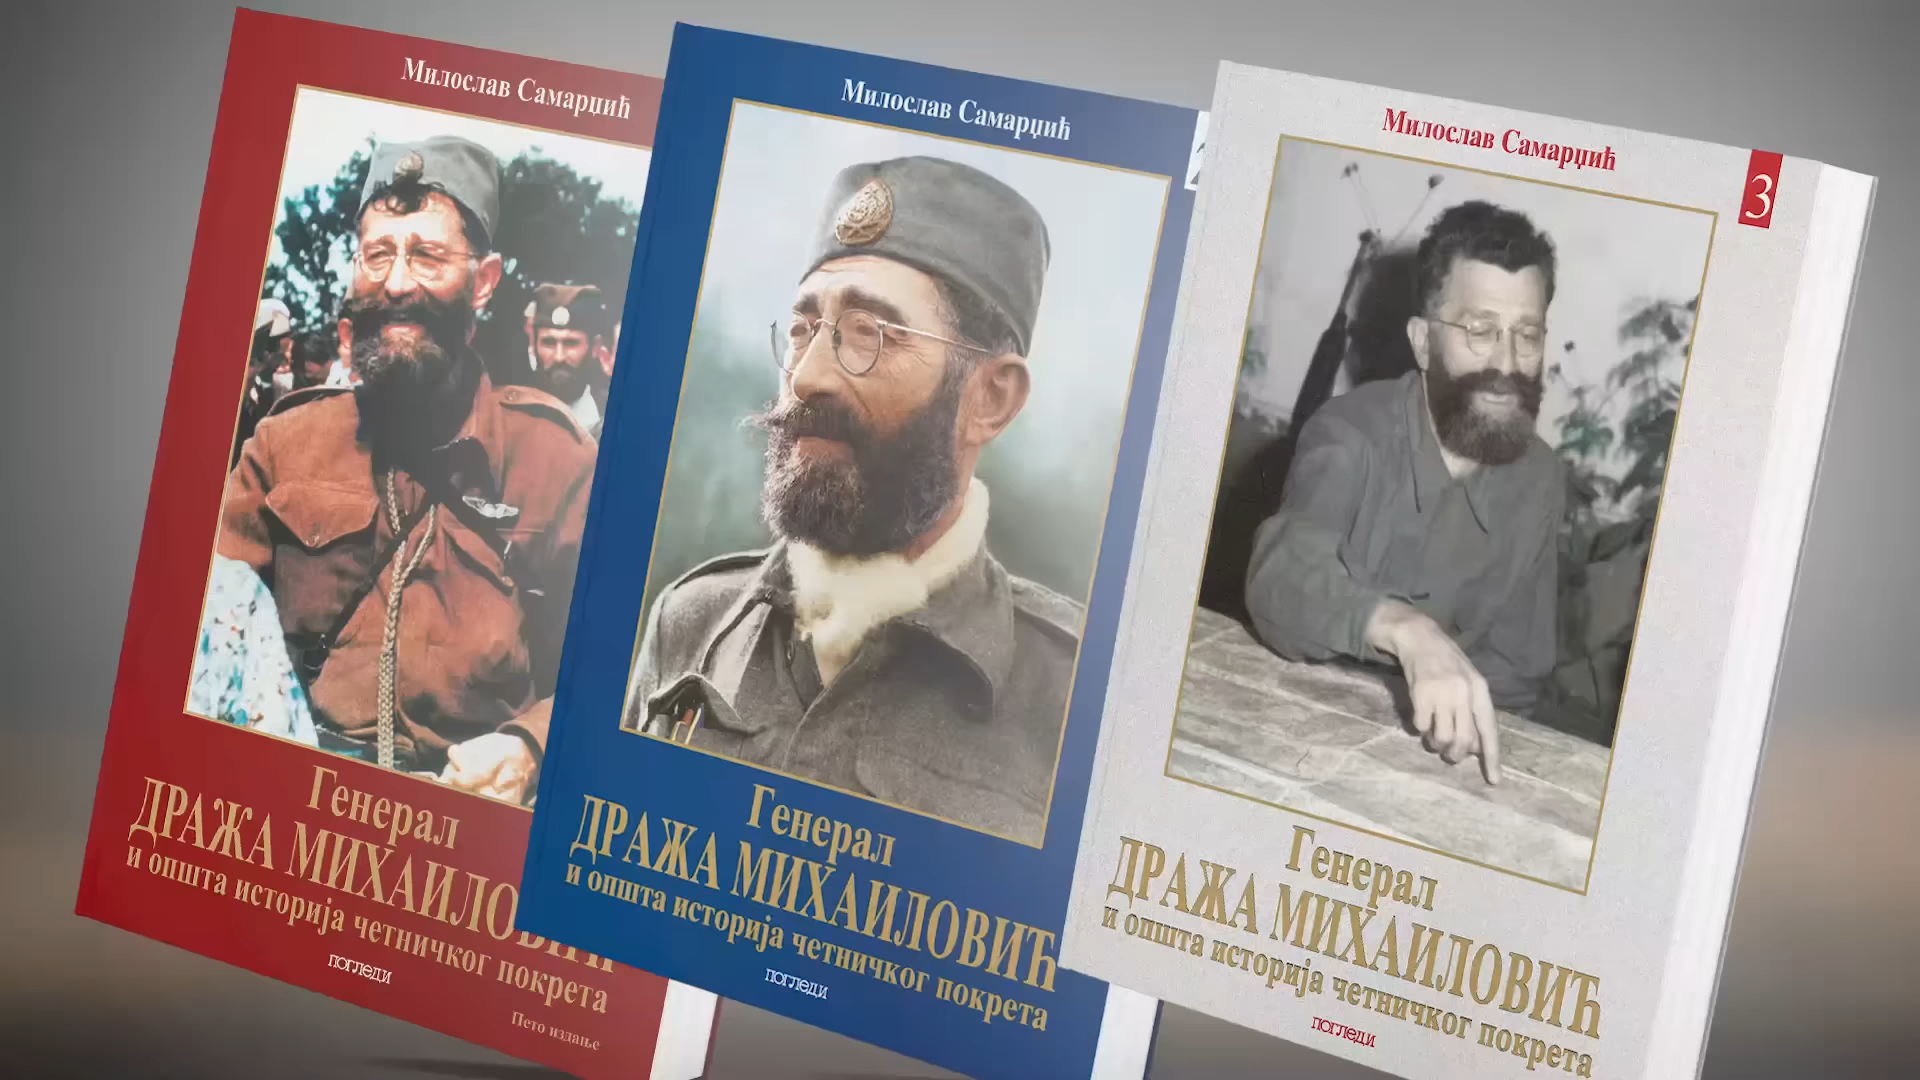 Милослав Самарџић
Генерал
ДРАЖА МИХАИЛОВИЋ
и општа историја четничког покрета
погледи
Пето издање
Милослав Самарџић
Генерал
ДРАЖА МИХАИЛОВИЋ
и општа историја четничког покрета
погледи
Милослав Самарџић
3
Генерал
ДРАЖА МИХАИЛОВИЋ
и општа историја четничког покрета
погледи